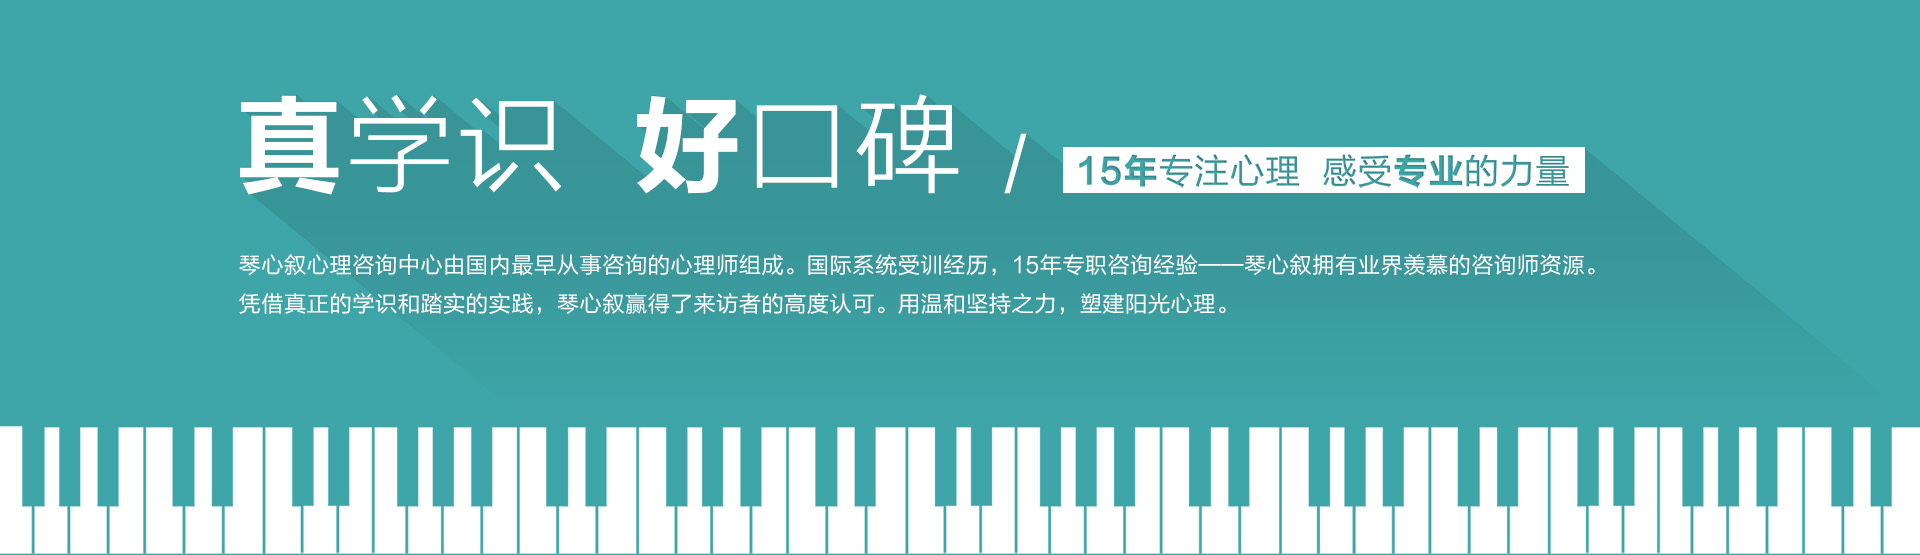 真学识 好口碑 / 15年专注心理 感受专业的力量
琴心叙心理咨询中心由国内最早从事咨询的心理师组成。国际系统受训经历，15年专职咨询经验——琴心叙拥有业界羡慕的咨询师资源。
凭借真正的学识和踏实的实践，琴心叙赢得了来访者的高度认可。用温和坚持之力，塑建阳光心理。